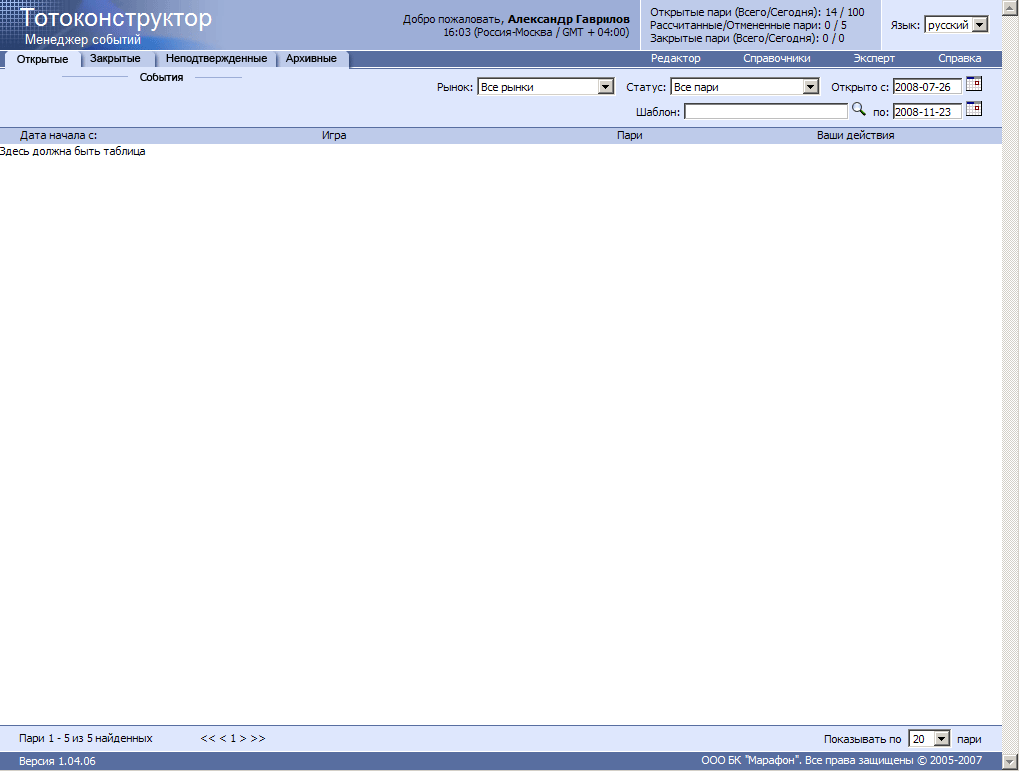 Тотоконструктор
Менеджер событий
Добро пожаловать, Александр Гаврилов
16:03 (Россия-Москва / GMT + 04:00)
Открытые пари (Всего/Сегодня): 14 / 100
Рассчитанные/Отмененные пари: 0 / 5
Закрытые пари (Всего/Сегодня): 0 / 0
Язык: русский
Открытые Закрытые Неподтвержденные Архивные
Редактор Справочники Эксперт Справка
События
Рынок: Все рынки Статус: Все пари Открыто с: 2008-07-26
Шаблон: по: 2008-11-23
Дата начала с: Игра Пари Ваши действия
Здесь должна быть таблица
Пари 1 - 5 из 5 найденных << < 1 > >> Показывать по 20 пари
Версия 1.04.06 ООО БК "Марафон". Все права защищены © 2005-2007